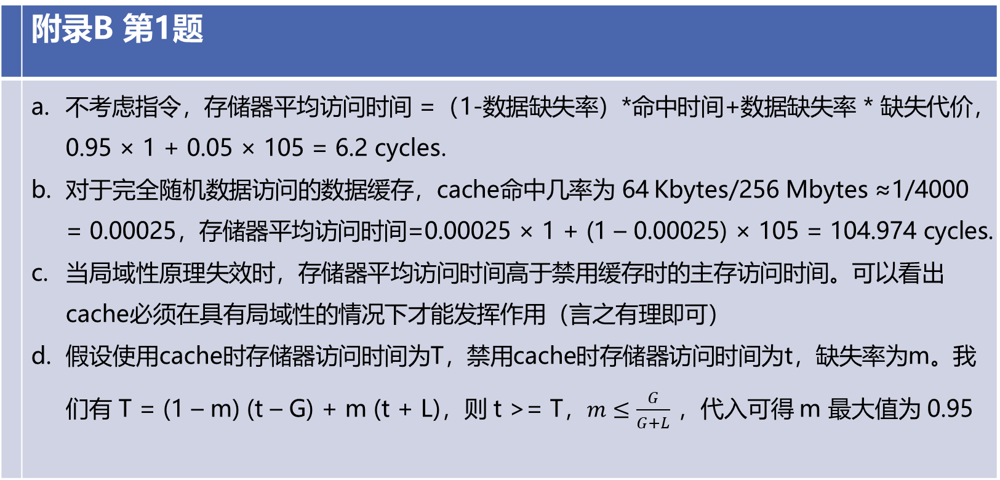 附录B 第1题
a. 不考虑指令，存储器平均访问时间 =（1-数据缺失率）*命中时间+数据缺失率 * 缺失代价，
0.95 × 1 + 0.05 × 105 = 6.2 cycles.
b. 对于完全随机数据访问的数据缓存，cache命中几率为 64 Kbytes/256 Mbytes ≈1/4000
= 0.00025，存储器平均访问时间=0.00025 × 1 + (1 – 0.00025) × 105 = 104.974 cycles.
c. 当局域性原理失效时，存储器平均访问时间高于禁用缓存时的主存访问时间。可以看出
cache必须在具有局域性的情况下才能发挥作用（言之有理即可）
d. 假设使用cache时存储器访问时间为T，禁用cache时存储器访问时间为t，缺失率为m。我
们有 T = (1 – m) (t – G) + m (t + L)，则 t >= T，m ≤ G/(G+L)，代入可得 m 最大值为 0.95